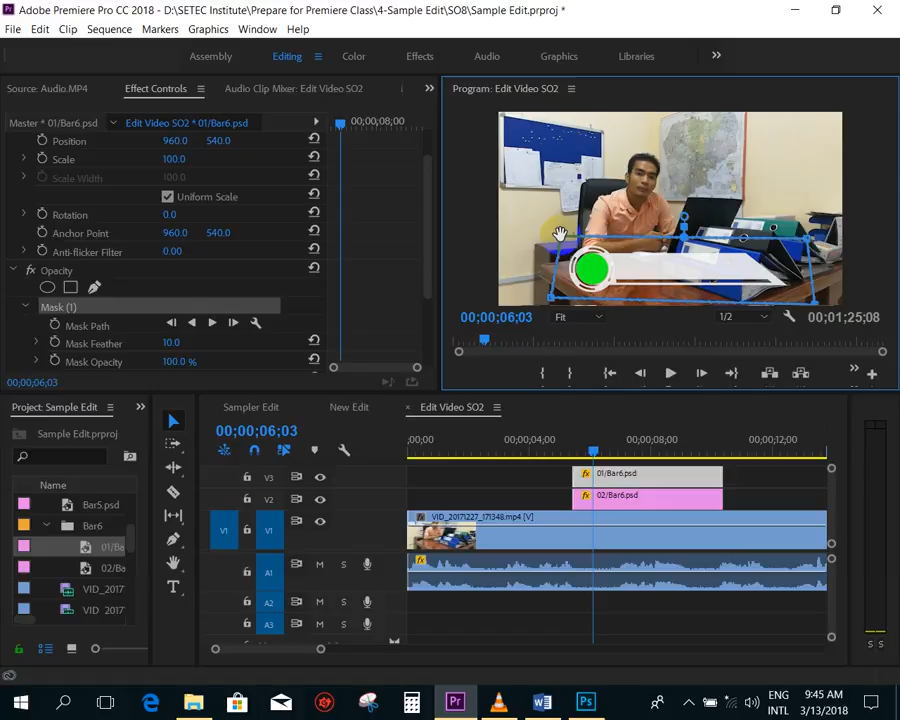 Adobe Premiere Pro CC 2018 - D:\SETEC Institute\Prepare for Premiere Class\4-Sample Edit\SO8\Sample Edit.prproj *
File Edit Clip Sequence Markers Graphics Window Help
Assembly Editing Color Effects Audio Graphics Libraries
Source: Audio.MP4 Effect Controls Audio Clip Mixer: Edit Video SO2
Program: Edit Video SO2
Master * 01/Bar6.psd Edit Video SO2 * 01/Bar6.psd 00;00;08;00
Position 960.0 540.0
Scale 100.0
Scale Width 100.0
Uniform Scale
Rotation 0.0
Anchor Point 960.0 540.0
Anti-flicker Filter 0.00
fx Opacity
Mask (1)
Mask Path
Mask Feather 10.0
Mask Opacity 100.0 %
00;00;06;03
00;00;06;03 Fit 1/2 00;01;25;08
Project: Sample Edit
Sample Edit.prproj
Name
Bar5.psd
Bar6
01/Ba
02/Ba
VID_2017
VID_2017
Sampler Edit New Edit Edit Video SO2
00;00;06;03
;00;00 00;00;04;00 00;00;08;00 00;00;12;00
V3 fx 01/Bar6.psd
V2 fx 02/Bar6.psd
V1 V1 fx VID_20171227_171348.mp4 [V]
A1 M S fx
A2 M S
A3 M S
S S
Pr W Ps
ENG 9:45 AM
INTL 3/13/2018